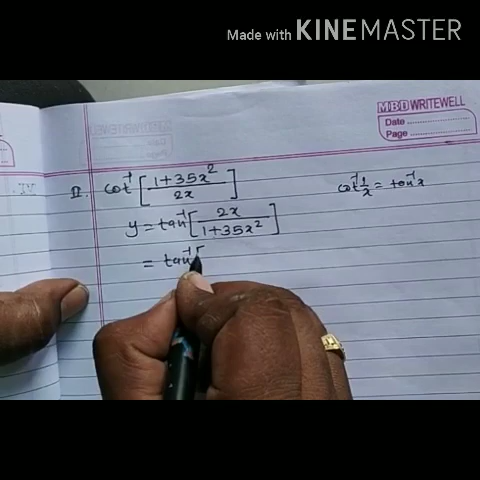 Made with KINEMASTER
MBD WRITEWELL
Date
Page
II. cot⁻¹ [ (1+35x²) / 2x ]
cot⁻¹ 1/x = tan⁻¹ x
y = tan⁻¹ [ 2x / (1+35x²) ]
= tan⁻¹ [